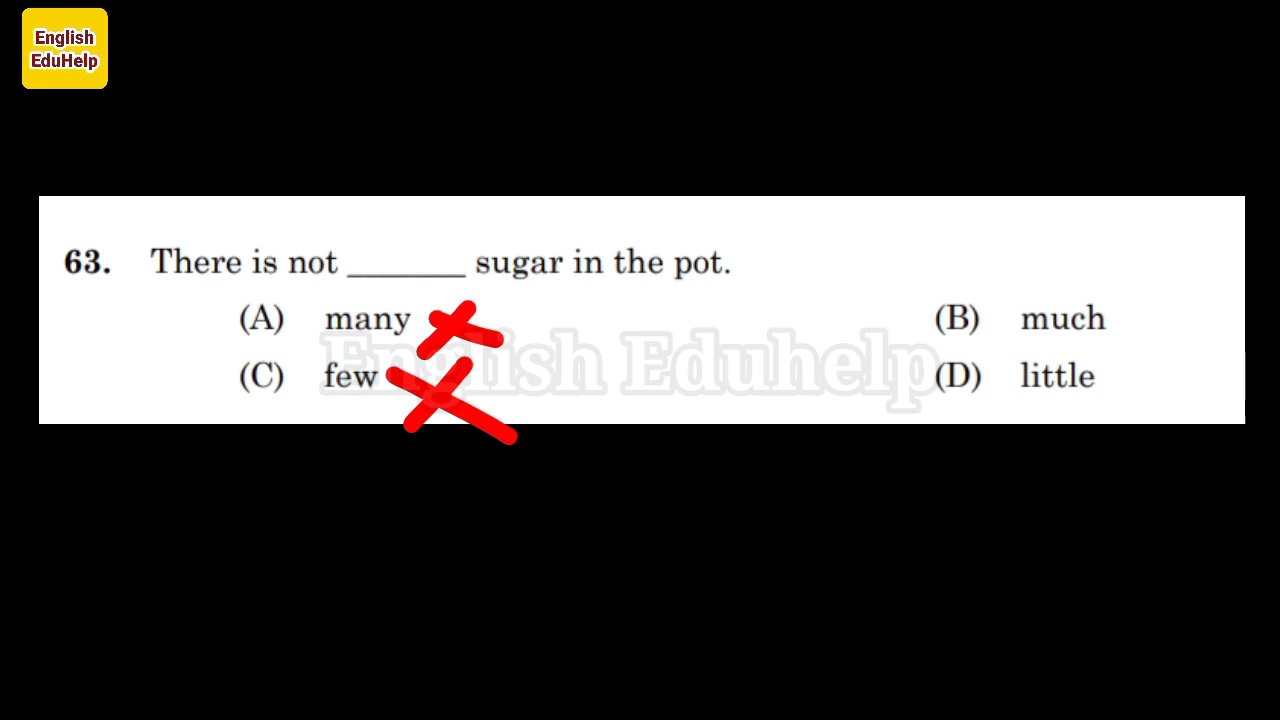 English
EduHelp
63. There is not _______ sugar in the pot.
(A) many (B) much
(C) few (D) little
English Eduhelp